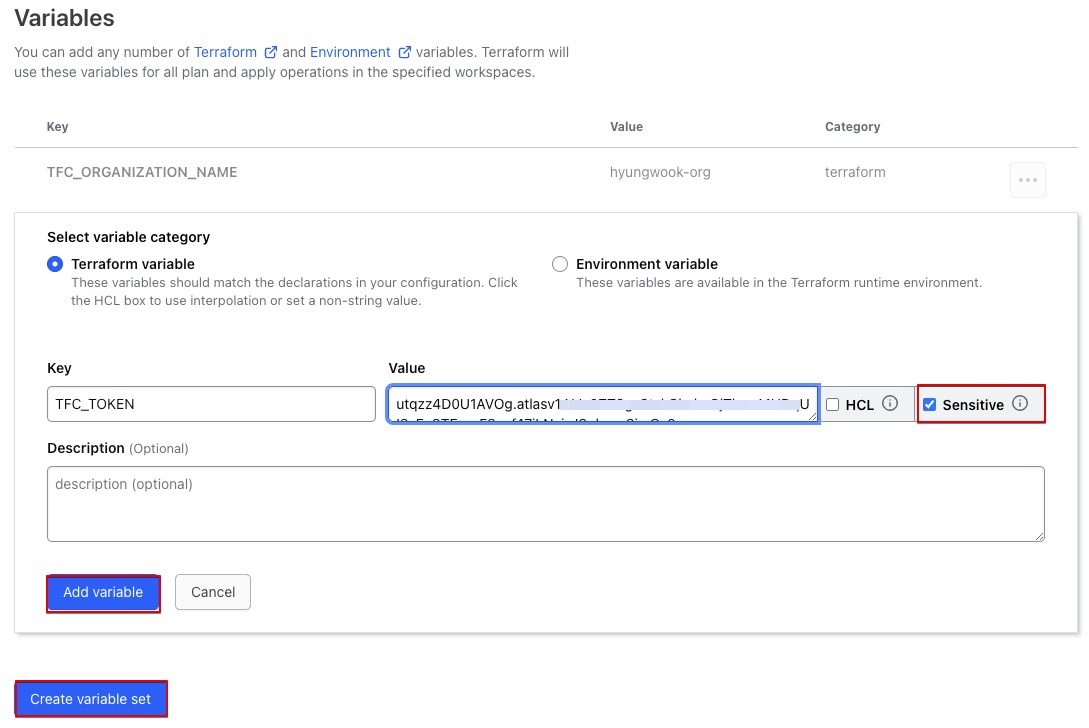 Variables
You can add any number of Terraform and Environment variables. Terraform will
use these variables for all plan and apply operations in the specified workspaces.
Key Value Category
TFC_ORGANIZATION_NAME hyungwook-org terraform
Select variable category
Terraform variable
These variables should match the declarations in your configuration. Click
the HCL box to use interpolation or set a non-string value.
Environment variable
These variables are available in the Terraform runtime environment.
Key Value
TFC_TOKEN
HCL
Sensitive
Description (Optional)
description (optional)
Add variable Cancel
Create variable set